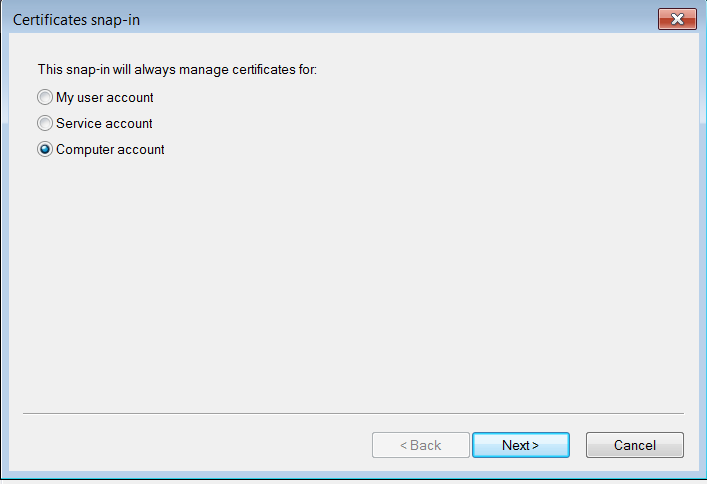 Certificates snap-in
This snap-in will always manage certificates for:
My user account
Service account
Computer account
< Back Next > Cancel